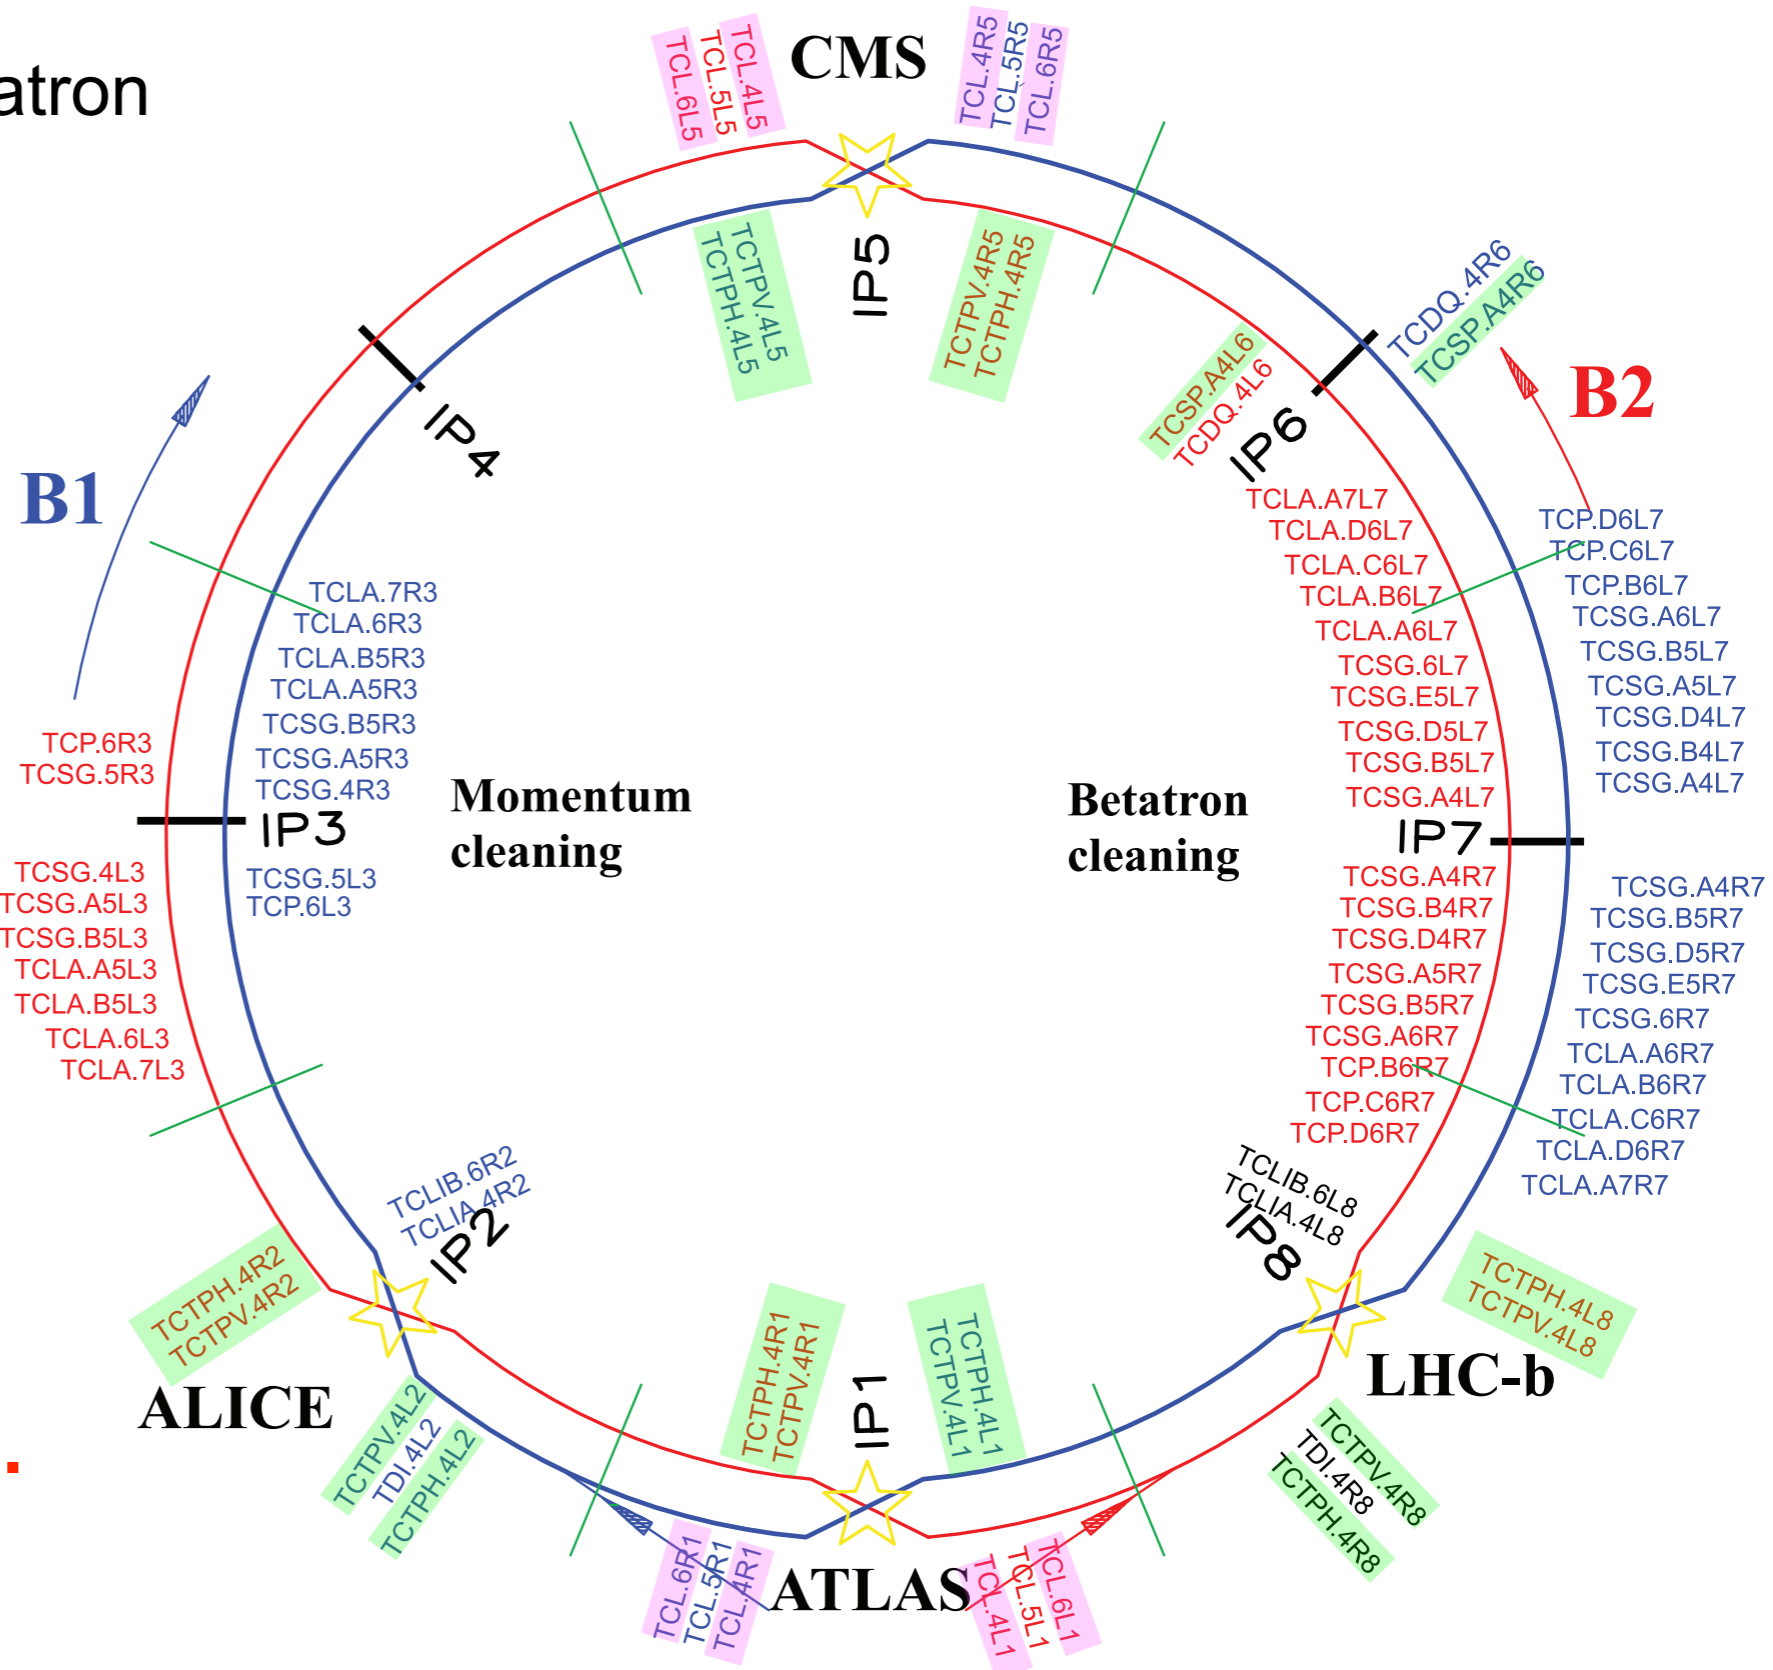 atron
CMS
TCL.6L5
TCL.5L5
TCL.4L5
TCL.4R5
TCL.5R5
TCL.6R5
TCTPV.4L5
TCTPH.4L5
IP5
TCTPV.4R5
TCTPH.4R5
TCDQ.4R6
TCSP.A4R6
TCSP.A4L6
TCDQ.4L6
IP6
B2
IP4
B1
TCLA.A7L7
TCLA.D6L7
TCLA.C6L7
TCLA.B6L7
TCLA.A6L7
TCSG.6L7
TCSG.E5L7
TCSG.D5L7
TCSG.B5L7
TCSG.A4L7
TCP.D6L7
TCP.C6L7
TCP.B6L7
TCSG.A6L7
TCSG.B5L7
TCSG.A5L7
TCSG.D4L7
TCSG.B4L7
TCSG.A4L7
TCLA.7R3
TCLA.6R3
TCLA.B5R3
TCLA.A5R3
TCSG.B5R3
TCSG.A5R3
TCSG.4R3
TCP.6R3
TCSG.5R3
IP3
Momentum
cleaning
Betatron
cleaning
IP7
TCSG.4L3
TCSG.A5L3
TCSG.B5L3
TCLA.A5L3
TCLA.B5L3
TCLA.6L3
TCLA.7L3
TCSG.5L3
TCP.6L3
TCSG.A4R7
TCSG.B4R7
TCSG.D4R7
TCSG.A5R7
TCSG.B5R7
TCSG.A6R7
TCP.B6R7
TCP.C6R7
TCP.D6R7
TCSG.A4R7
TCSG.B5R7
TCSG.D5R7
TCSG.E5R7
TCSG.6R7
TCLA.A6R7
TCLA.B6R7
TCLA.C6R7
TCLA.D6R7
TCLA.A7R7
TCLIB.6R2
TCLIA.4R2
IP2
TCLIB.6L8
TCLIA.4L8
IP8
TCTPH.4R2
TCTPV.4R2
ALICE
TCTPH.4L8
TCTPV.4L8
LHC-b
TCTPV.4L2
TDI.4L2
TCTPH.4L2
TCTPH.4R1
TCTPV.4R1
IP1
TCTPH.4L1
TCTPV.4L1
TCTPV.4R8
TDI.4R8
TCTPH.4R8
TCL.6R1
TCL.5R1
TCL.4R1
ATLAS
TCL.4L1
TCL.5L1
TCL.6L1
.